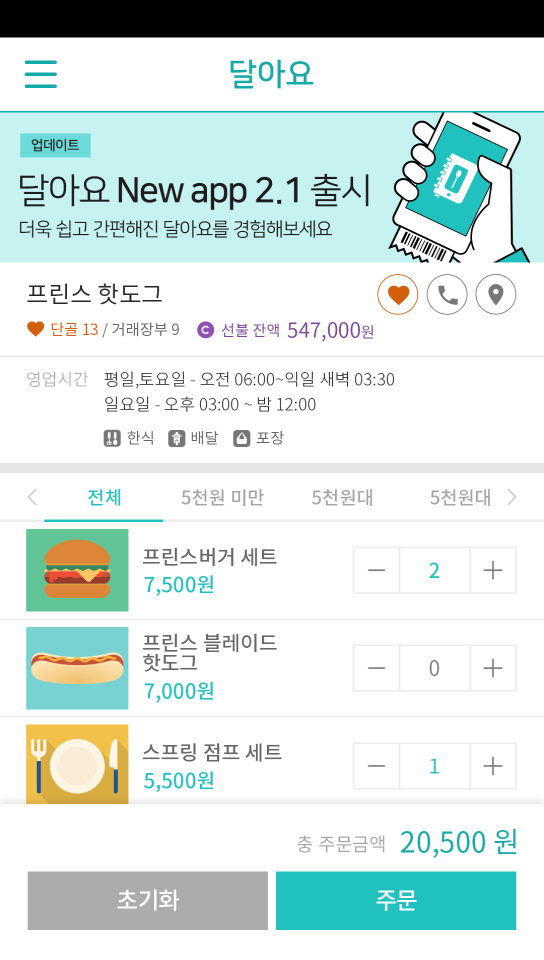 달아요
업데이트
달아요 New app 2.1 출시
더욱 쉽고 간편해진 달아요를 경험해보세요
프린스 핫도그
단골 13 / 거래장부 9 C 선불 잔액 547,000원
영업시간 평일,토요일 - 오전 06:00~익일 새벽 03:30
일요일 - 오후 03:00 ~ 밤 12:00
한식 배달 포장
전체 5천원 미만 5천원대 5천원대
프린스버거 세트
7,500원
2
프린스 블레이드
핫도그
7,000원
0
스프링 점프 세트
5,500원
1
총 주문금액 20,500 원
초기화 주문